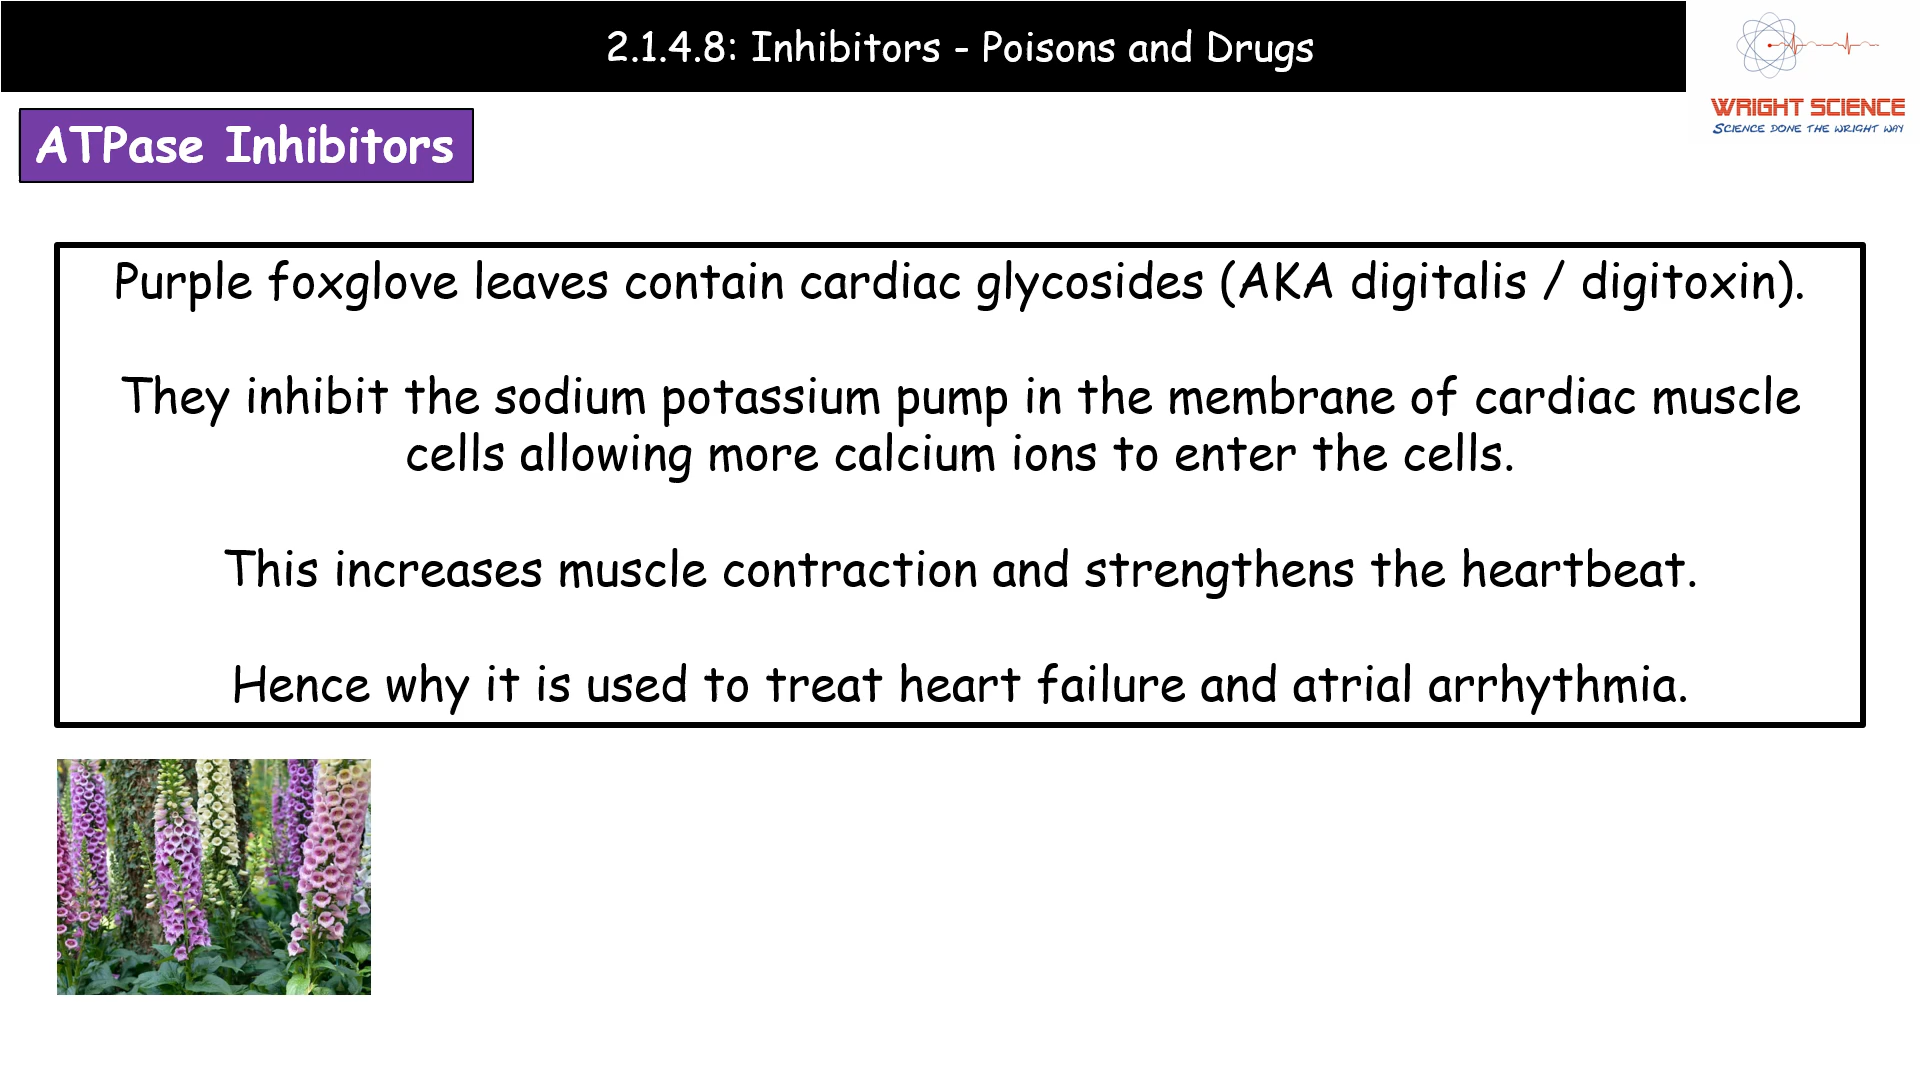 2.1.4.8: Inhibitors - Poisons and Drugs
WRIGHT SCIENCE
SCIENCE DONE THE WRIGHT WAY
ATPase Inhibitors
Purple foxglove leaves contain cardiac glycosides (AKA digitalis / digitoxin).
They inhibit the sodium potassium pump in the membrane of cardiac muscle
cells allowing more calcium ions to enter the cells.
This increases muscle contraction and strengthens the heartbeat.
Hence why it is used to treat heart failure and atrial arrhythmia.